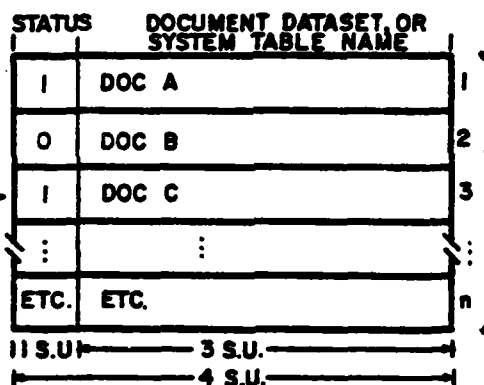 STATUS DOCUMENT DATASET, OR
SYSTEM TABLE NAME
1 DOC A 1
0 DOC B 2
1 DOC C 3
⋮ ⋮ ⋮
ETC. ETC. n
1 S.U. 3 S.U.
4 S.U.